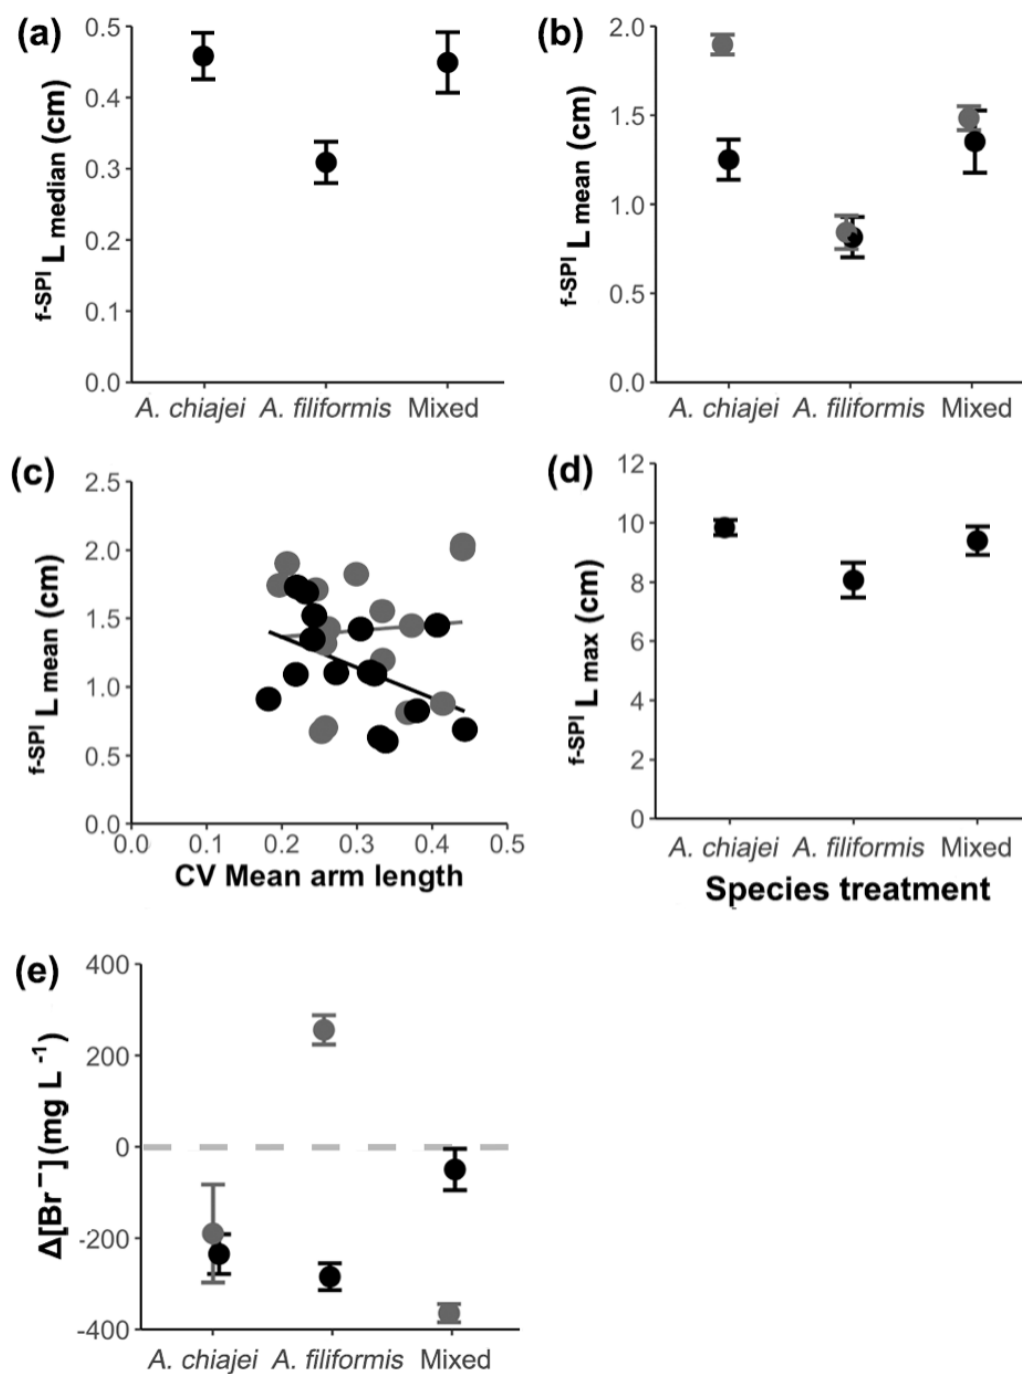 (a)
f-SPI L median (cm)
0.5
0.4
0.3
0.2
0.1
0.0
A. chiajei A. filiformis Mixed
(b)
f-SPI L mean (cm)
2.0
1.5
1.0
0.5
0.0
A. chiajei A. filiformis Mixed
(c)
f-SPI L mean (cm)
2.5
2.0
1.5
1.0
0.5
0.0
0.0 0.1 0.2 0.3 0.4 0.5
CV Mean arm length
(d)
f-SPI L max (cm)
12
10
8
6
4
2
0
A. chiajei A. filiformis Mixed
Species treatment
(e)
Δ[Br⁻] (mg L⁻¹)
400
200
0
-200
-400
A. chiajei A. filiformis Mixed